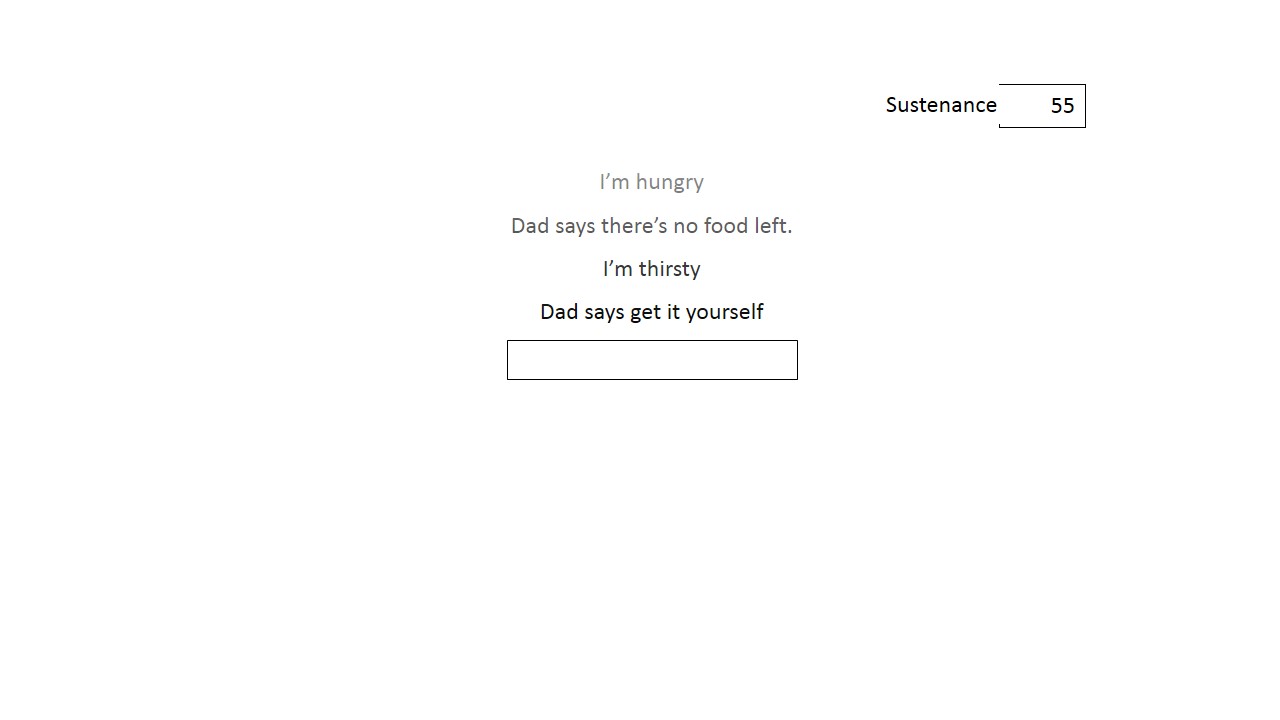 Sustenance 55
I’m hungry
Dad says there’s no food left.
I’m thirsty
Dad says get it yourself